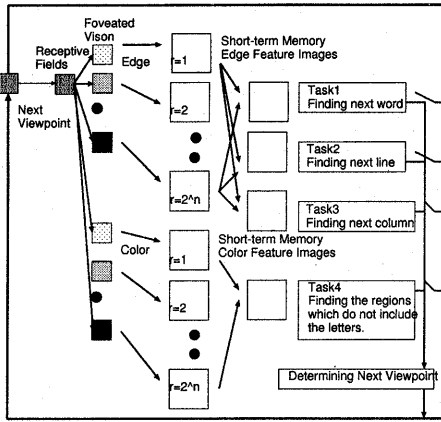 Foveated
Vison
Receptive
Fields
Edge
Next
Viewpoint
r=1
r=2
r=2^n
Short-term Memory
Edge Feature Images
Task1
Finding next word
Task2
Finding next line
Task3
Finding next column
Color
r=1
r=2
r=2^n
Short-term Memory
Color Feature Images
Task4
Finding the regions
which do not include
the letters.
Determining Next Viewpoint